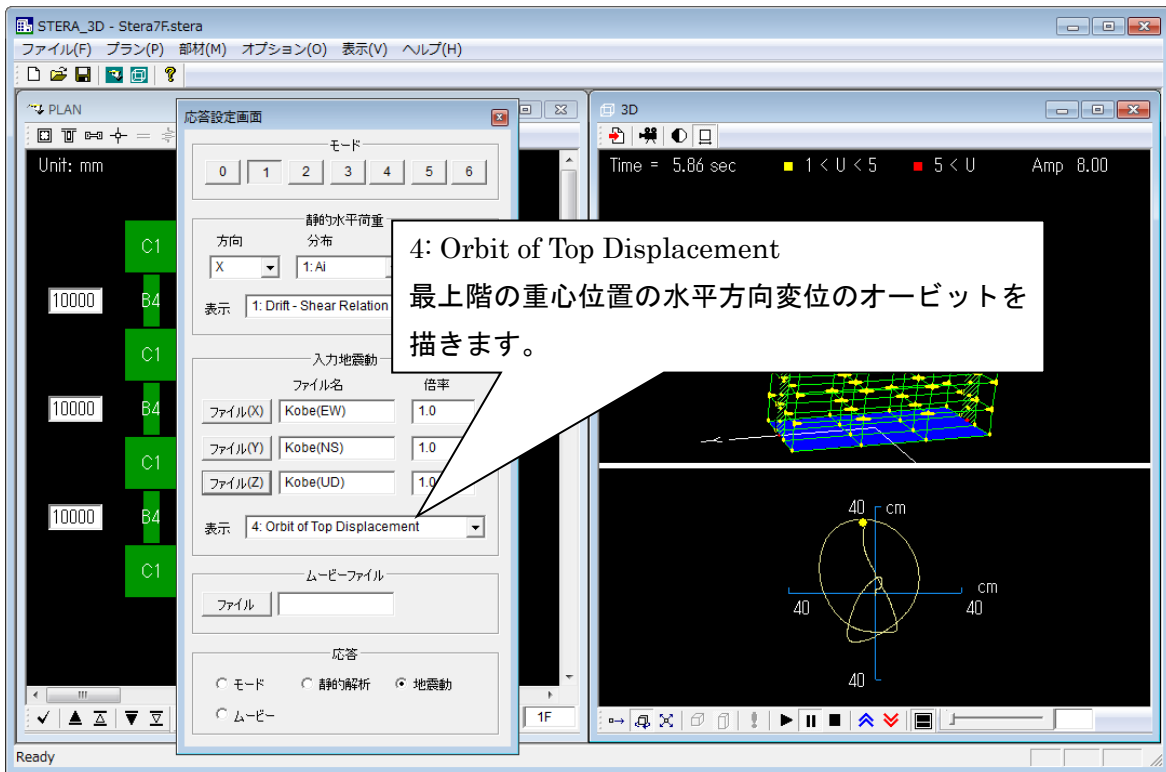 STERA_3D - Stera7F.stera
ファイル(F) プラン(P) 部材(M) オプション(O) 表示(V) ヘルプ(H)
PLAN
Unit: mm
C1
10000 B4
C1
10000 B4
C1
10000 B4
C1
1F
応答設定画面
モード
0 1 2 3 4 5 6
静的水平荷重
方向 分布
X 1: Ai
表示 1: Drift - Shear Relation
入力地震動
ファイル名 倍率
ファイル(X) Kobe(EW) 1.0
ファイル(Y) Kobe(NS) 1.0
ファイル(Z) Kobe(UD) 1.0
表示 4: Orbit of Top Displacement
ムービーファイル
ファイル
応答
モード 静的解析 地震動
ムービー
4: Orbit of Top Displacement
最上階の重心位置の水平方向変位のオービットを
描きます。
3D
Time = 5.86 sec 1 < U < 5 5 < U Amp 8.00
40 cm
cm
40 40
40
Ready